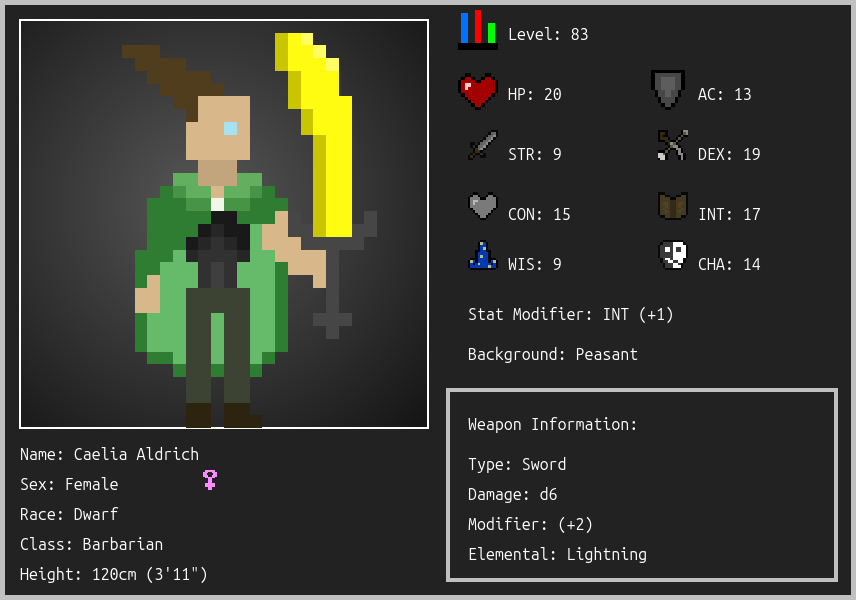 Level: 83
HP: 20
AC: 13
STR: 9
DEX: 19
CON: 15
INT: 17
WIS: 9
CHA: 14
Stat Modifier: INT (+1)
Background: Peasant
Weapon Information:
Type: Sword
Damage: d6
Modifier: (+2)
Elemental: Lightning
Name: Caelia Aldrich
Sex: Female
Race: Dwarf
Class: Barbarian
Height: 120cm (3'11")